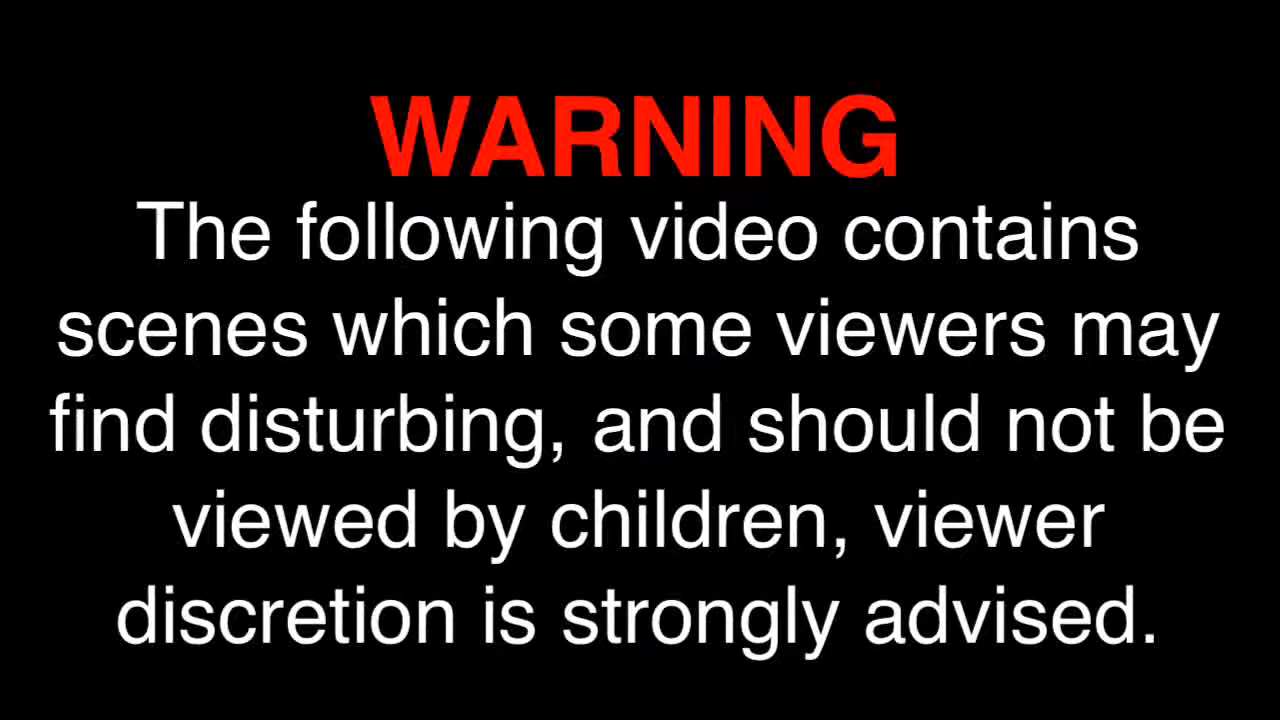 WARNING
The following video contains
scenes which some viewers may
find disturbing, and should not be
viewed by children, viewer
discretion is strongly advised.